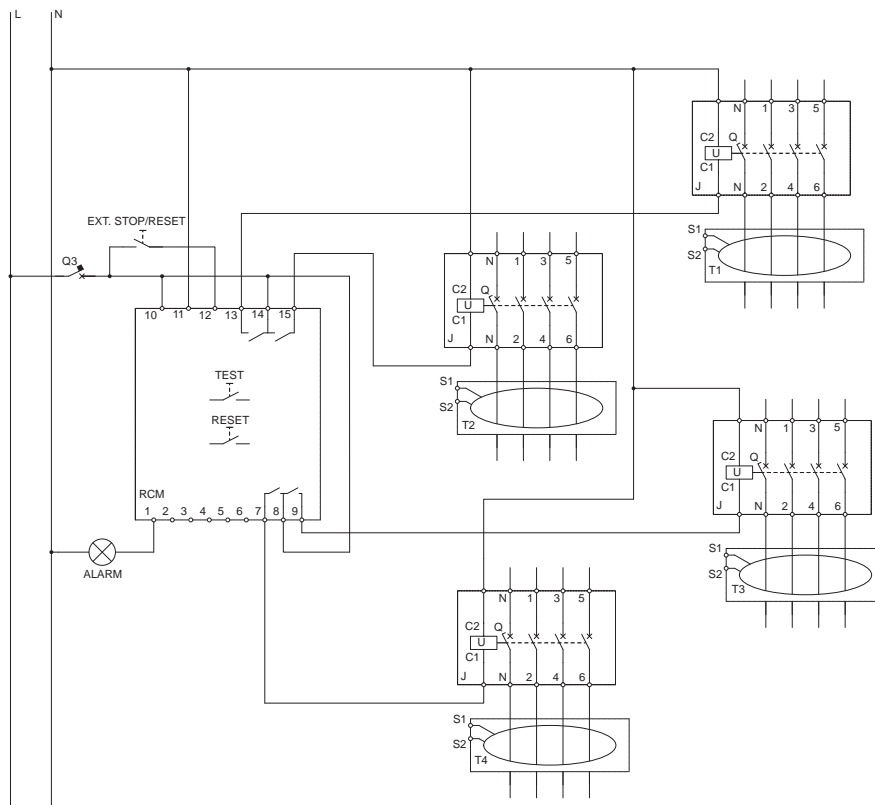 L N
N 1 3 5
C2 Q
U
C1
J N 2 4 6
EXT. STOP/RESET
S1
S2
T1
Q3
N 1 3 5
C2 Q
U
C1
J N 2 4 6
10 11 12 13 14 15
TEST
S1
S2
T2
RESET
N 1 3 5
C2 Q
U
C1
J N 2 4 6
RCM
1 2 3 4 5 6 7 8 9
ALARM
S1
S2
T3
N 1 3 5
C2 Q
U
C1
J N 2 4 6
S1
S2
T4